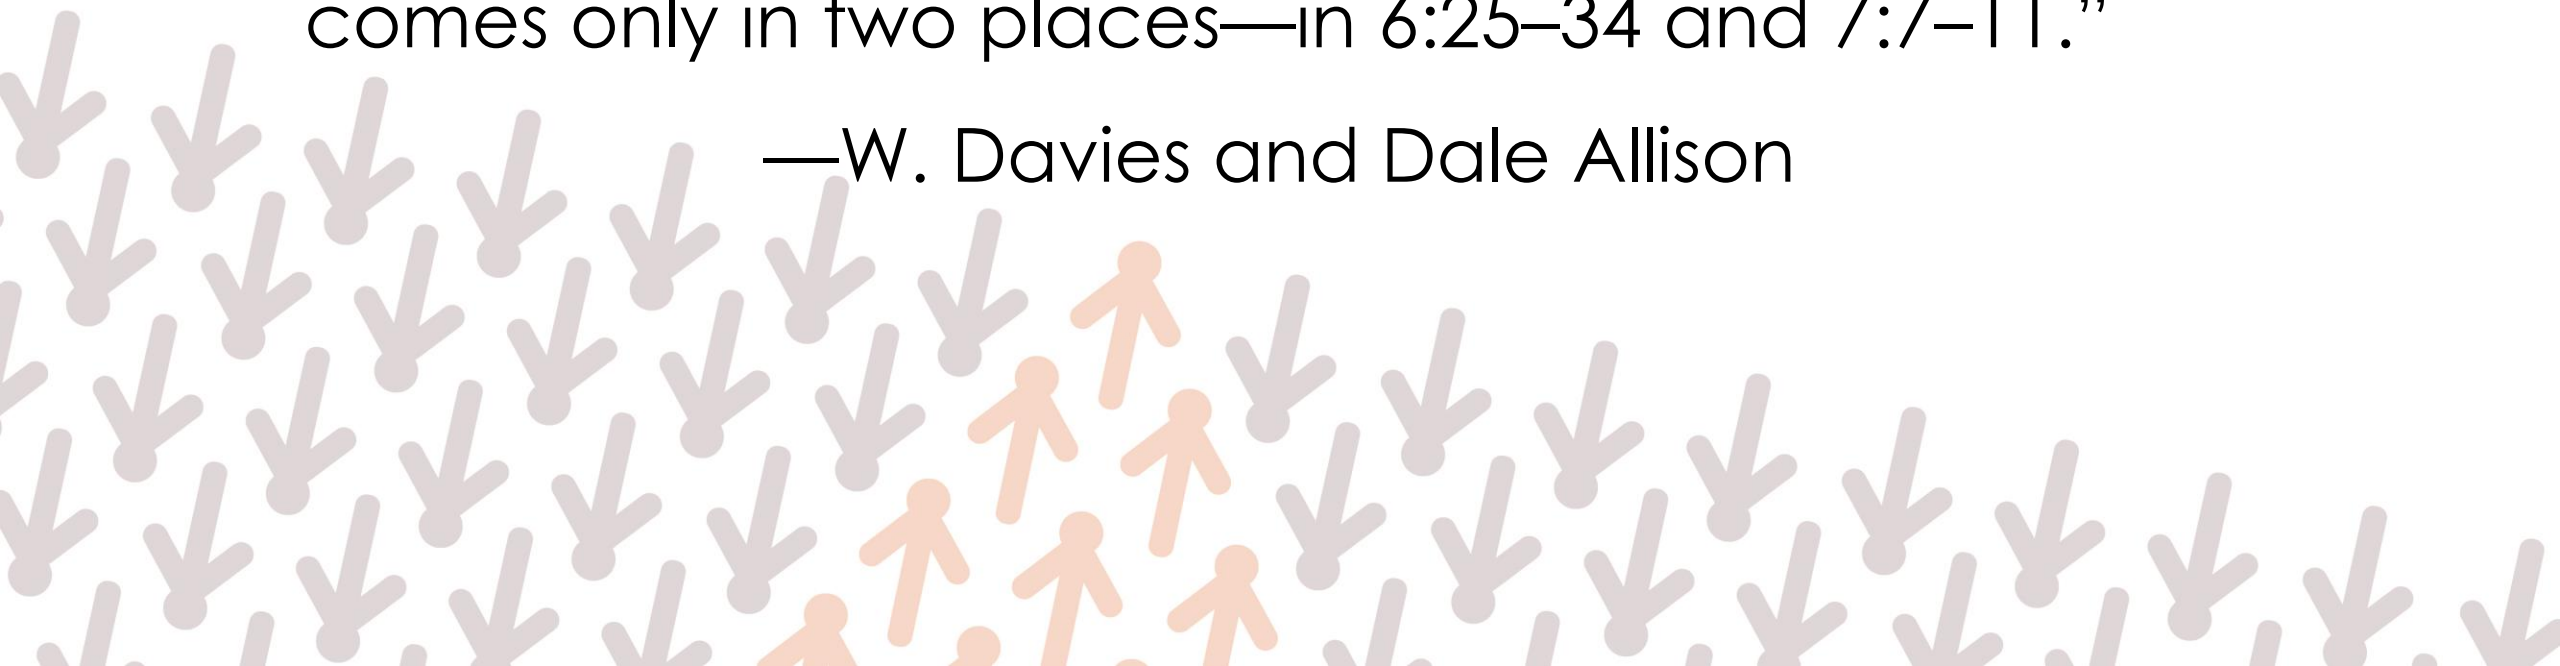 comes only in two places—in 6:25–34 and 7:7–11.”
—W. Davies and Dale Allison